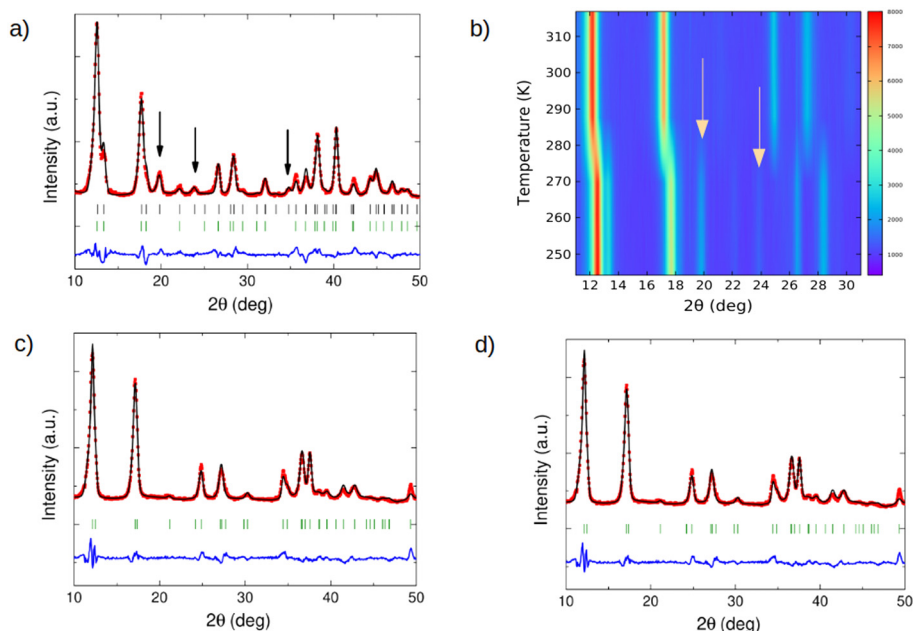 a)
Intensity (a.u.)
10 20 30 40 50
2θ (deg)
b)
Temperature (K)
310
300
290
280
270
260
250
12 14 16 18 20 22 24 26 28 30
2θ (deg)
8000
7000
6000
5000
4000
3000
2000
1000
c)
Intensity (a.u.)
10 20 30 40 50
2θ (deg)
d)
Intensity (a.u.)
10 20 30 40 50
2θ (deg)